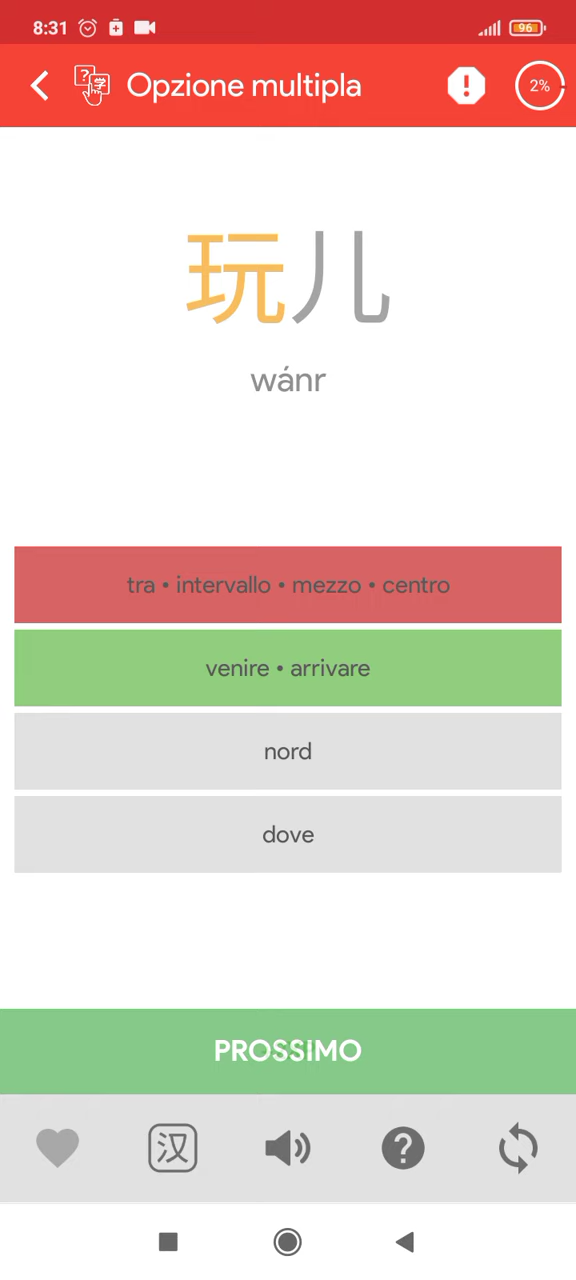 8:31
96
Opzione multipla
2%
玩儿
wánr
tra • intervallo • mezzo • centro
venire • arrivare
nord
dove
PROSSIMO
汉